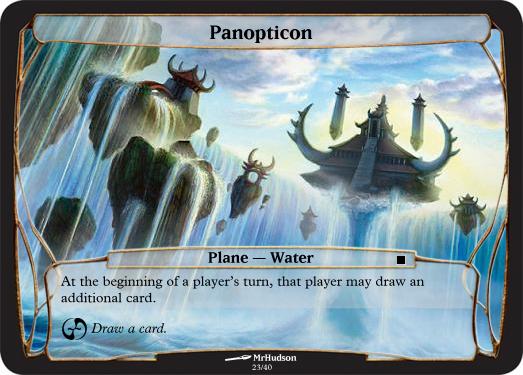 Panopticon
Plane — Water
At the beginning of a player's turn, that player may draw an
additional card.
Draw a card.
MrHudson
23/40